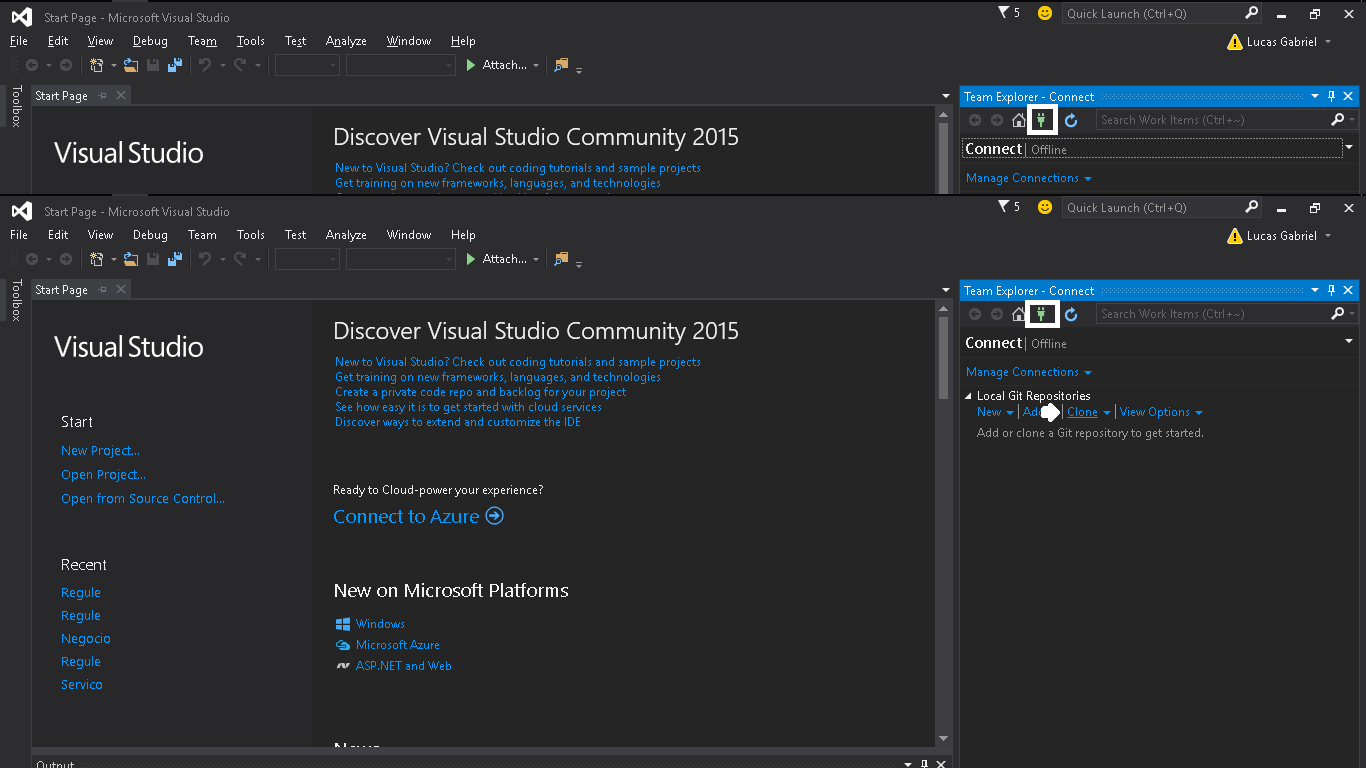 Start Page - Microsoft Visual Studio
5
Quick Launch (Ctrl+Q)
File Edit View Debug Team Tools Test Analyze Window Help
Lucas Gabriel
Attach...
Toolbox
Start Page
Team Explorer - Connect
Search Work Items (Ctrl+~)
Visual Studio
Discover Visual Studio Community 2015
Connect | Offline
New to Visual Studio? Check out coding tutorials and sample projects
Get training on new frameworks, languages, and technologies
Manage Connections
Start Page - Microsoft Visual Studio
5
Quick Launch (Ctrl+Q)
File Edit View Debug Team Tools Test Analyze Window Help
Lucas Gabriel
Attach...
Toolbox
Start Page
Visual Studio
Start
New Project...
Open Project...
Open from Source Control...
Recent
Regule
Regule
Negocio
Regule
Servico
Discover Visual Studio Community 2015
New to Visual Studio? Check out coding tutorials and sample projects
Get training on new frameworks, languages, and technologies
Create a private code repo and backlog for your project
See how easy it is to get started with cloud services
Discover ways to extend and customize the IDE
Ready to Cloud-power your experience?
Connect to Azure
New on Microsoft Platforms
Windows
Microsoft Azure
ASP.NET and Web
Team Explorer - Connect
Search Work Items (Ctrl+~)
Connect | Offline
Manage Connections
Local Git Repositories
New | Add | Clone | View Options
Add or clone a Git repository to get started.
Output